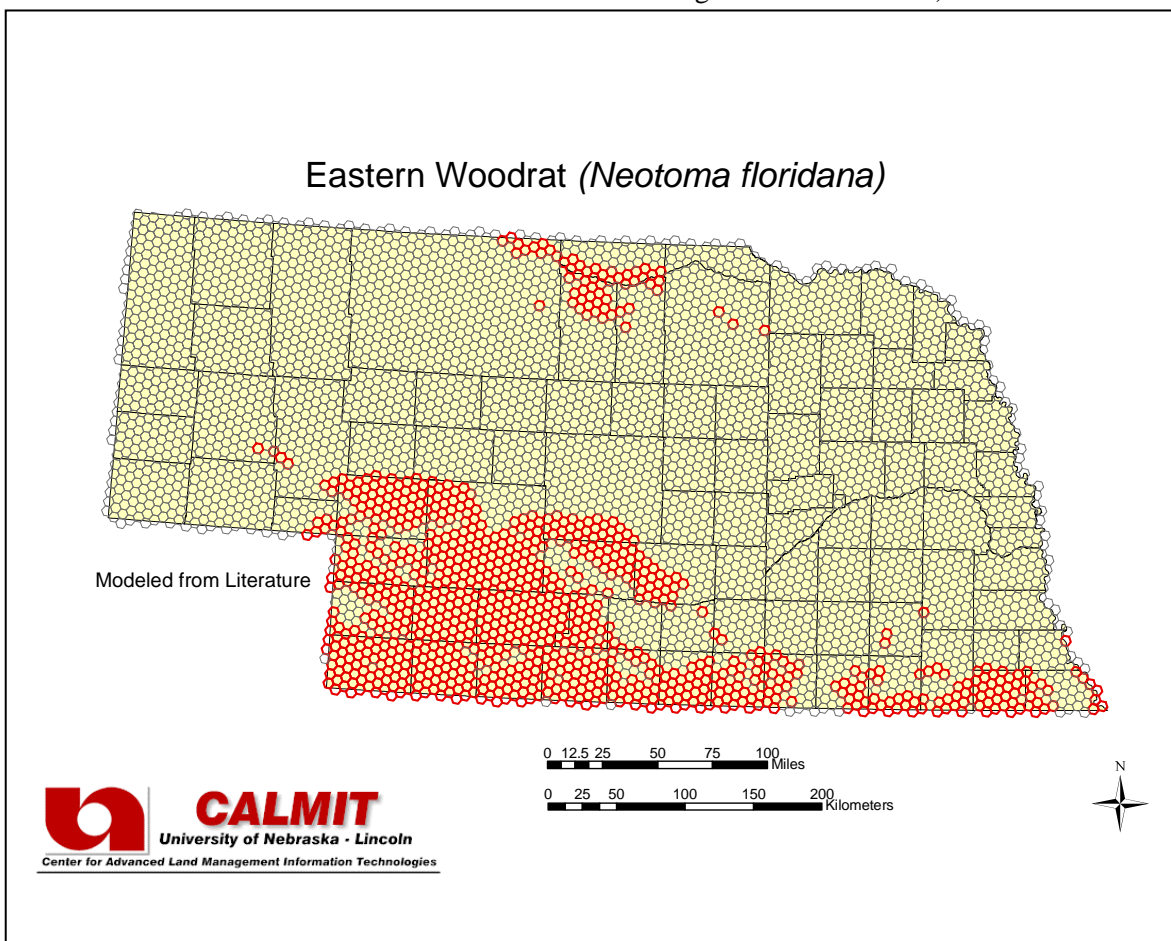 Eastern Woodrat (Neotoma floridana)
Modeled from Literature
0 12.5 25 50 75 100
Miles
0 25 50 100 150 200
Kilometers
N
CALMIT
University of Nebraska - Lincoln
Center for Advanced Land Management Information Technologies